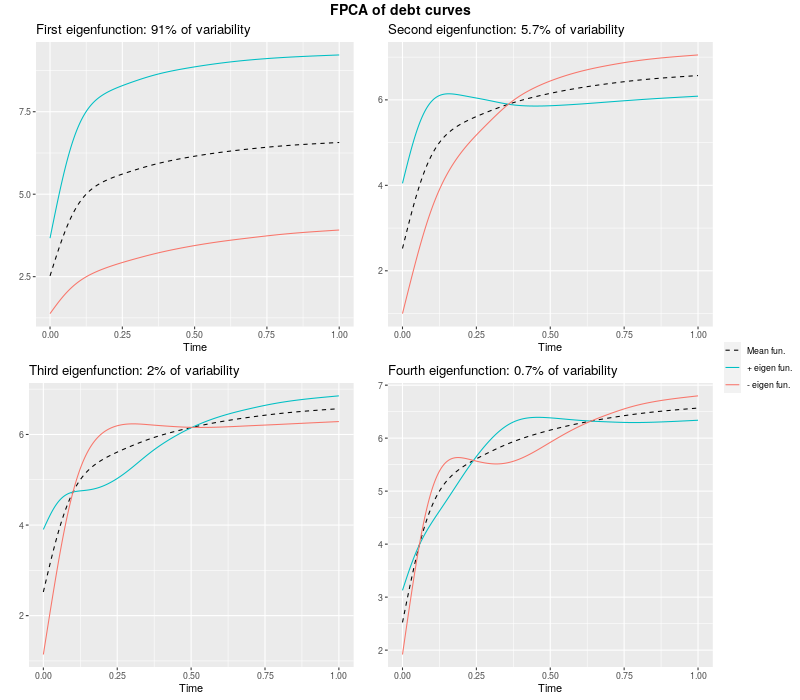 FPCA of debt curves
First eigenfunction: 91% of variability
7.5
5.0
2.5
0.00 0.25 0.50 0.75 1.00
Time
Second eigenfunction: 5.7% of variability
6
4
2
0.00 0.25 0.50 0.75 1.00
Time
Third eigenfunction: 2% of variability
6
4
2
0.00 0.25 0.50 0.75 1.00
Time
Fourth eigenfunction: 0.7% of variability
7
6
5
4
3
2
0.00 0.25 0.50 0.75 1.00
Time
Mean fun.
+ eigen fun.
- eigen fun.